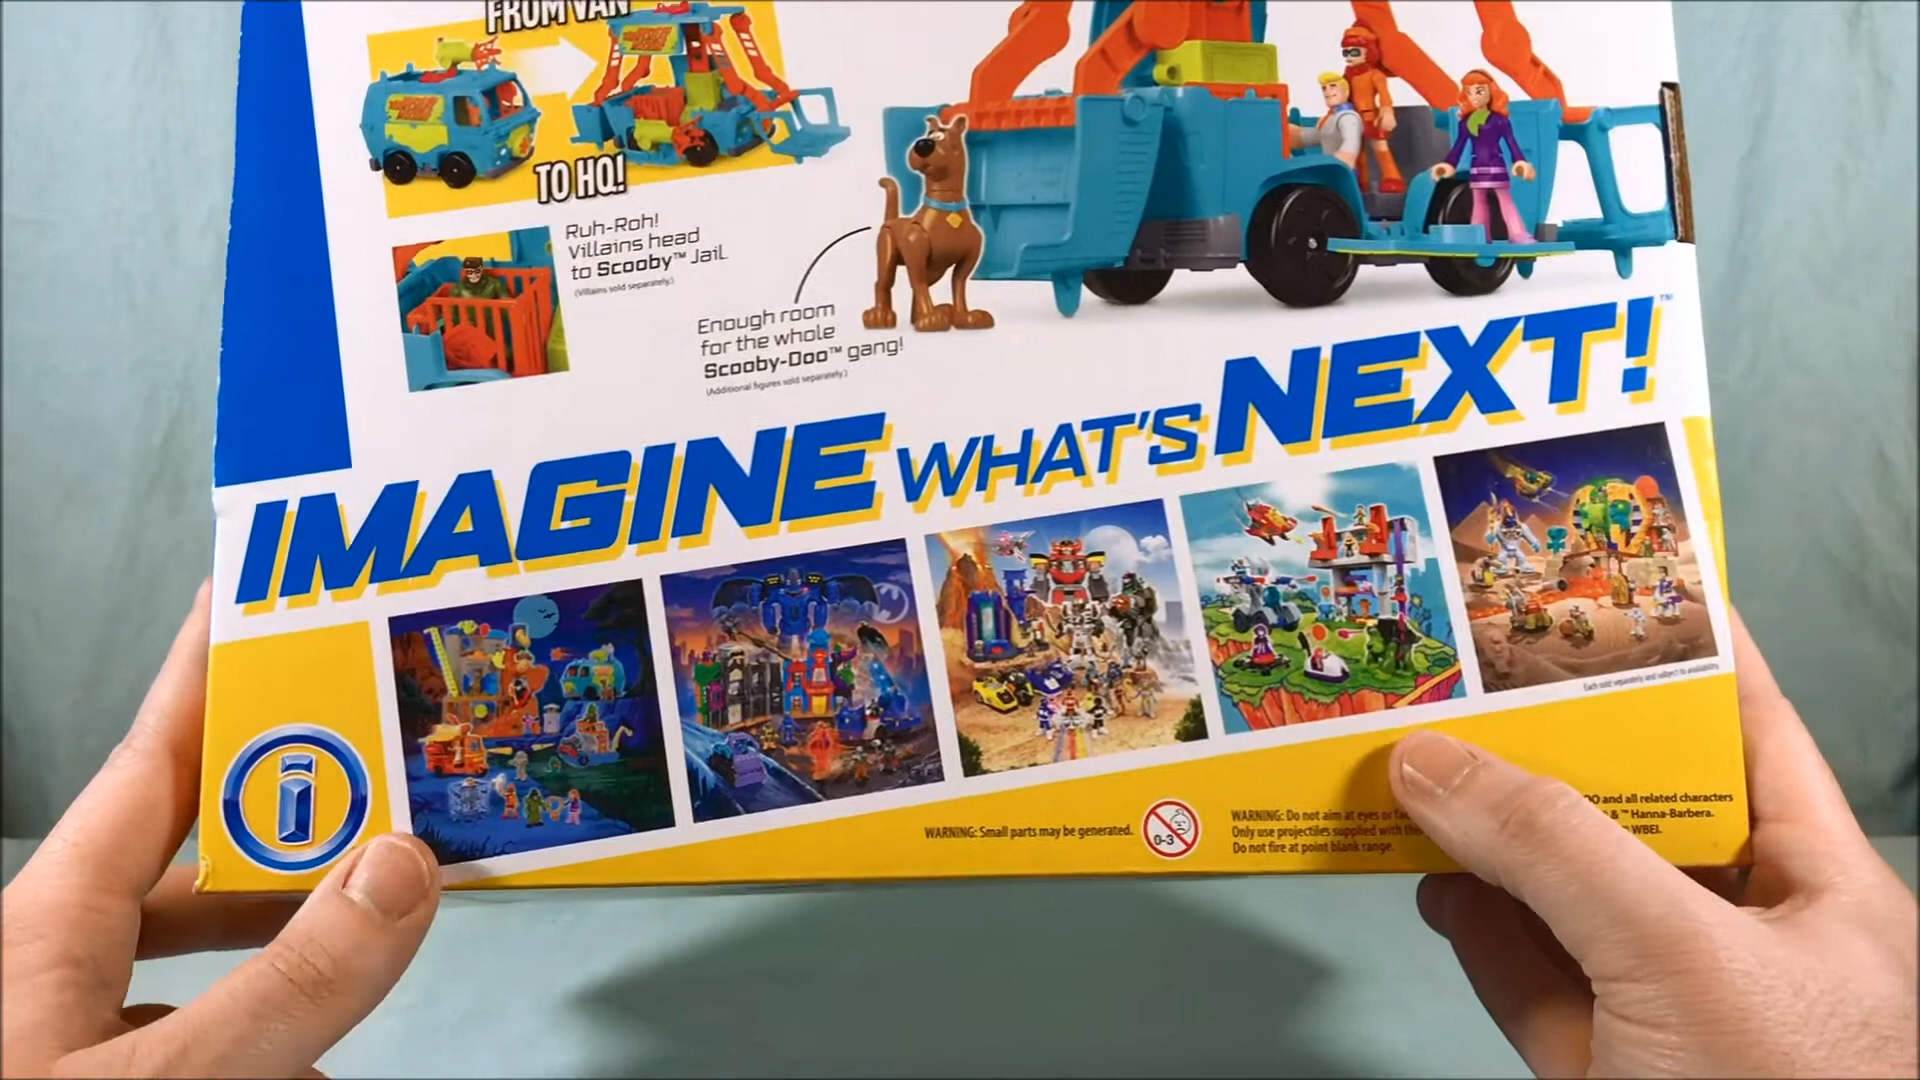 FROM VAN
TO HQ!
Ruh-Roh!
Villains head
to Scooby™ Jail.
(Villains sold separately.)
Enough room
for the whole
Scooby-Doo™ gang!
(Additional figures sold separately.)
IMAGINE WHAT'S NEXT!™
Each sold separately and subject to availability.
i
WARNING: Small parts may be generated.
0-3
WARNING: Do not aim at eyes or
Only use projectiles supplied with
Do not fire at point blank range.
and all related characters
& ™ Hanna-Barbera.
WBEI.